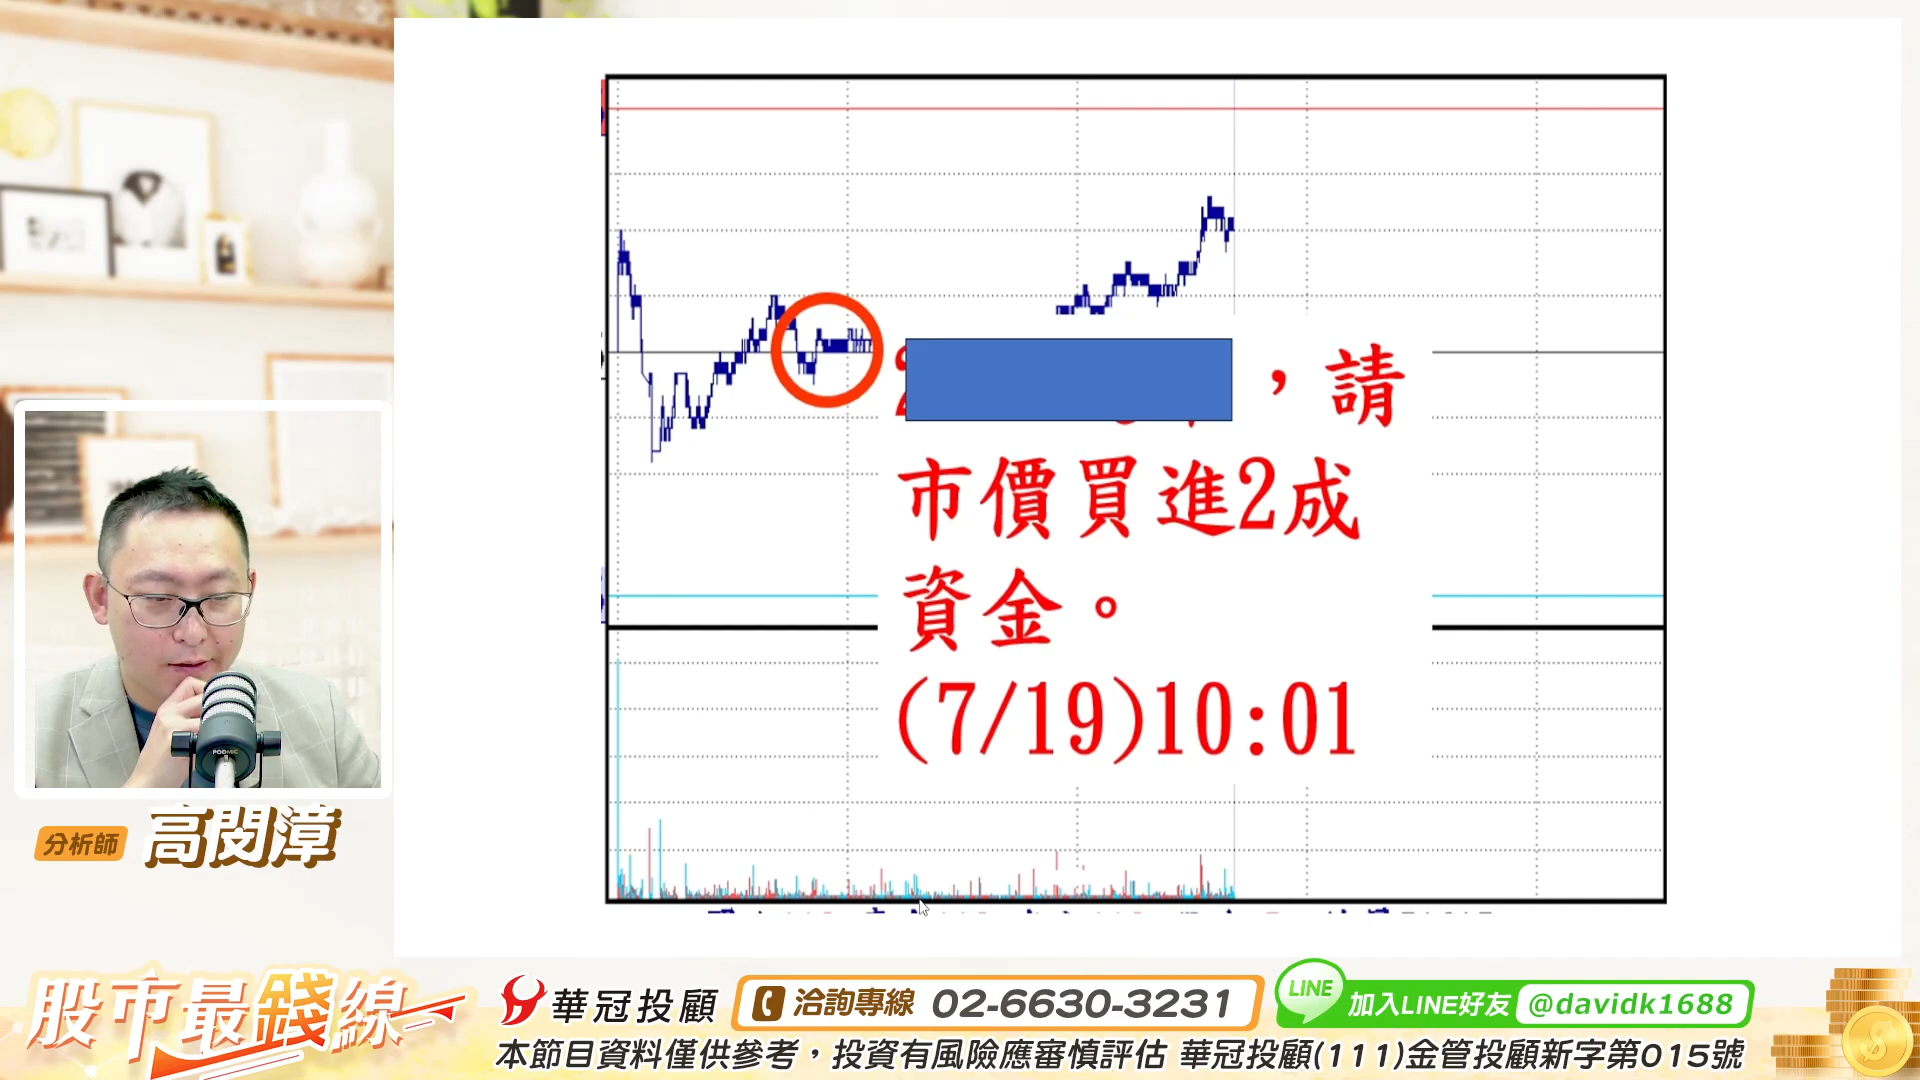 ，請
市價買進2成
資金。
(7/19)10:01
PODMIC
分析師 高閔漳
股市最錢線
華冠投顧 洽詢專線 02-6630-3231 LINE 加入LINE好友 @davidk1688
本節目資料僅供參考，投資有風險應審慎評估 華冠投顧(111)金管投顧新字第015號